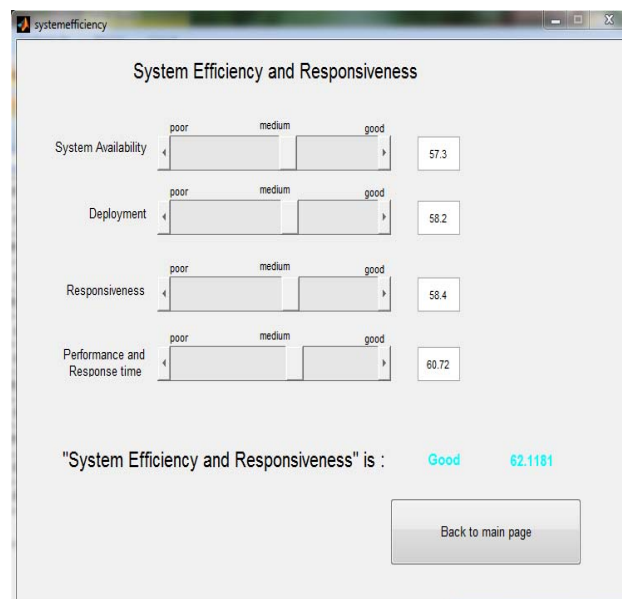 systemefficiency
System Efficiency and Responsiveness
poor medium good
System Availability 57.3
poor medium good
Deployment 58.2
poor medium good
Responsiveness 58.4
poor medium good
Performance and
Response time 60.72
"System Efficiency and Responsiveness" is : Good 62.1181
Back to main page